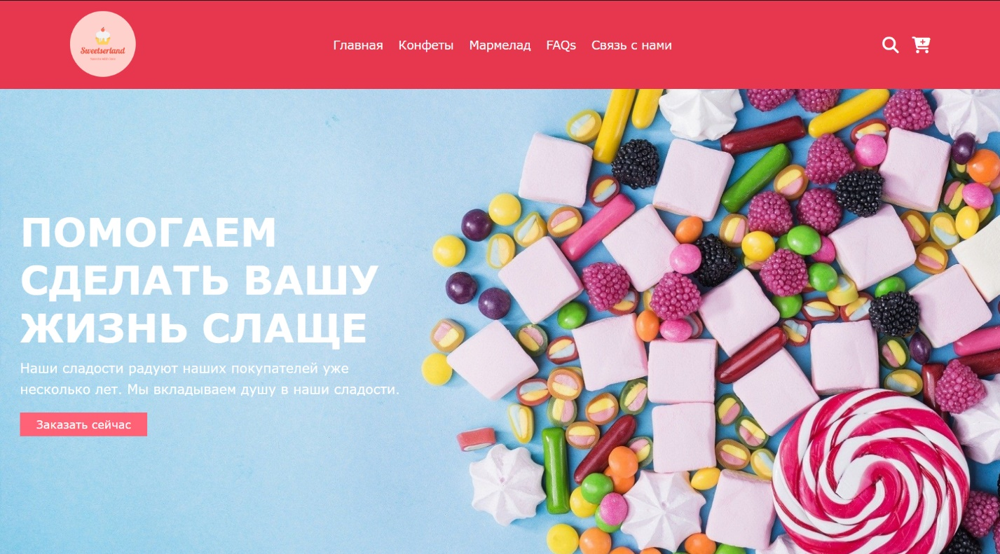 Sweetserland
Главная Конфеты Мармелад FAQs Связь с нами
ПОМОГАЕМ
СДЕЛАТЬ ВАШУ
ЖИЗНЬ СЛАЩЕ
Наши сладости радуют наших покупателей уже
несколько лет. Мы вкладываем душу в наши сладости.
Заказать сейчас